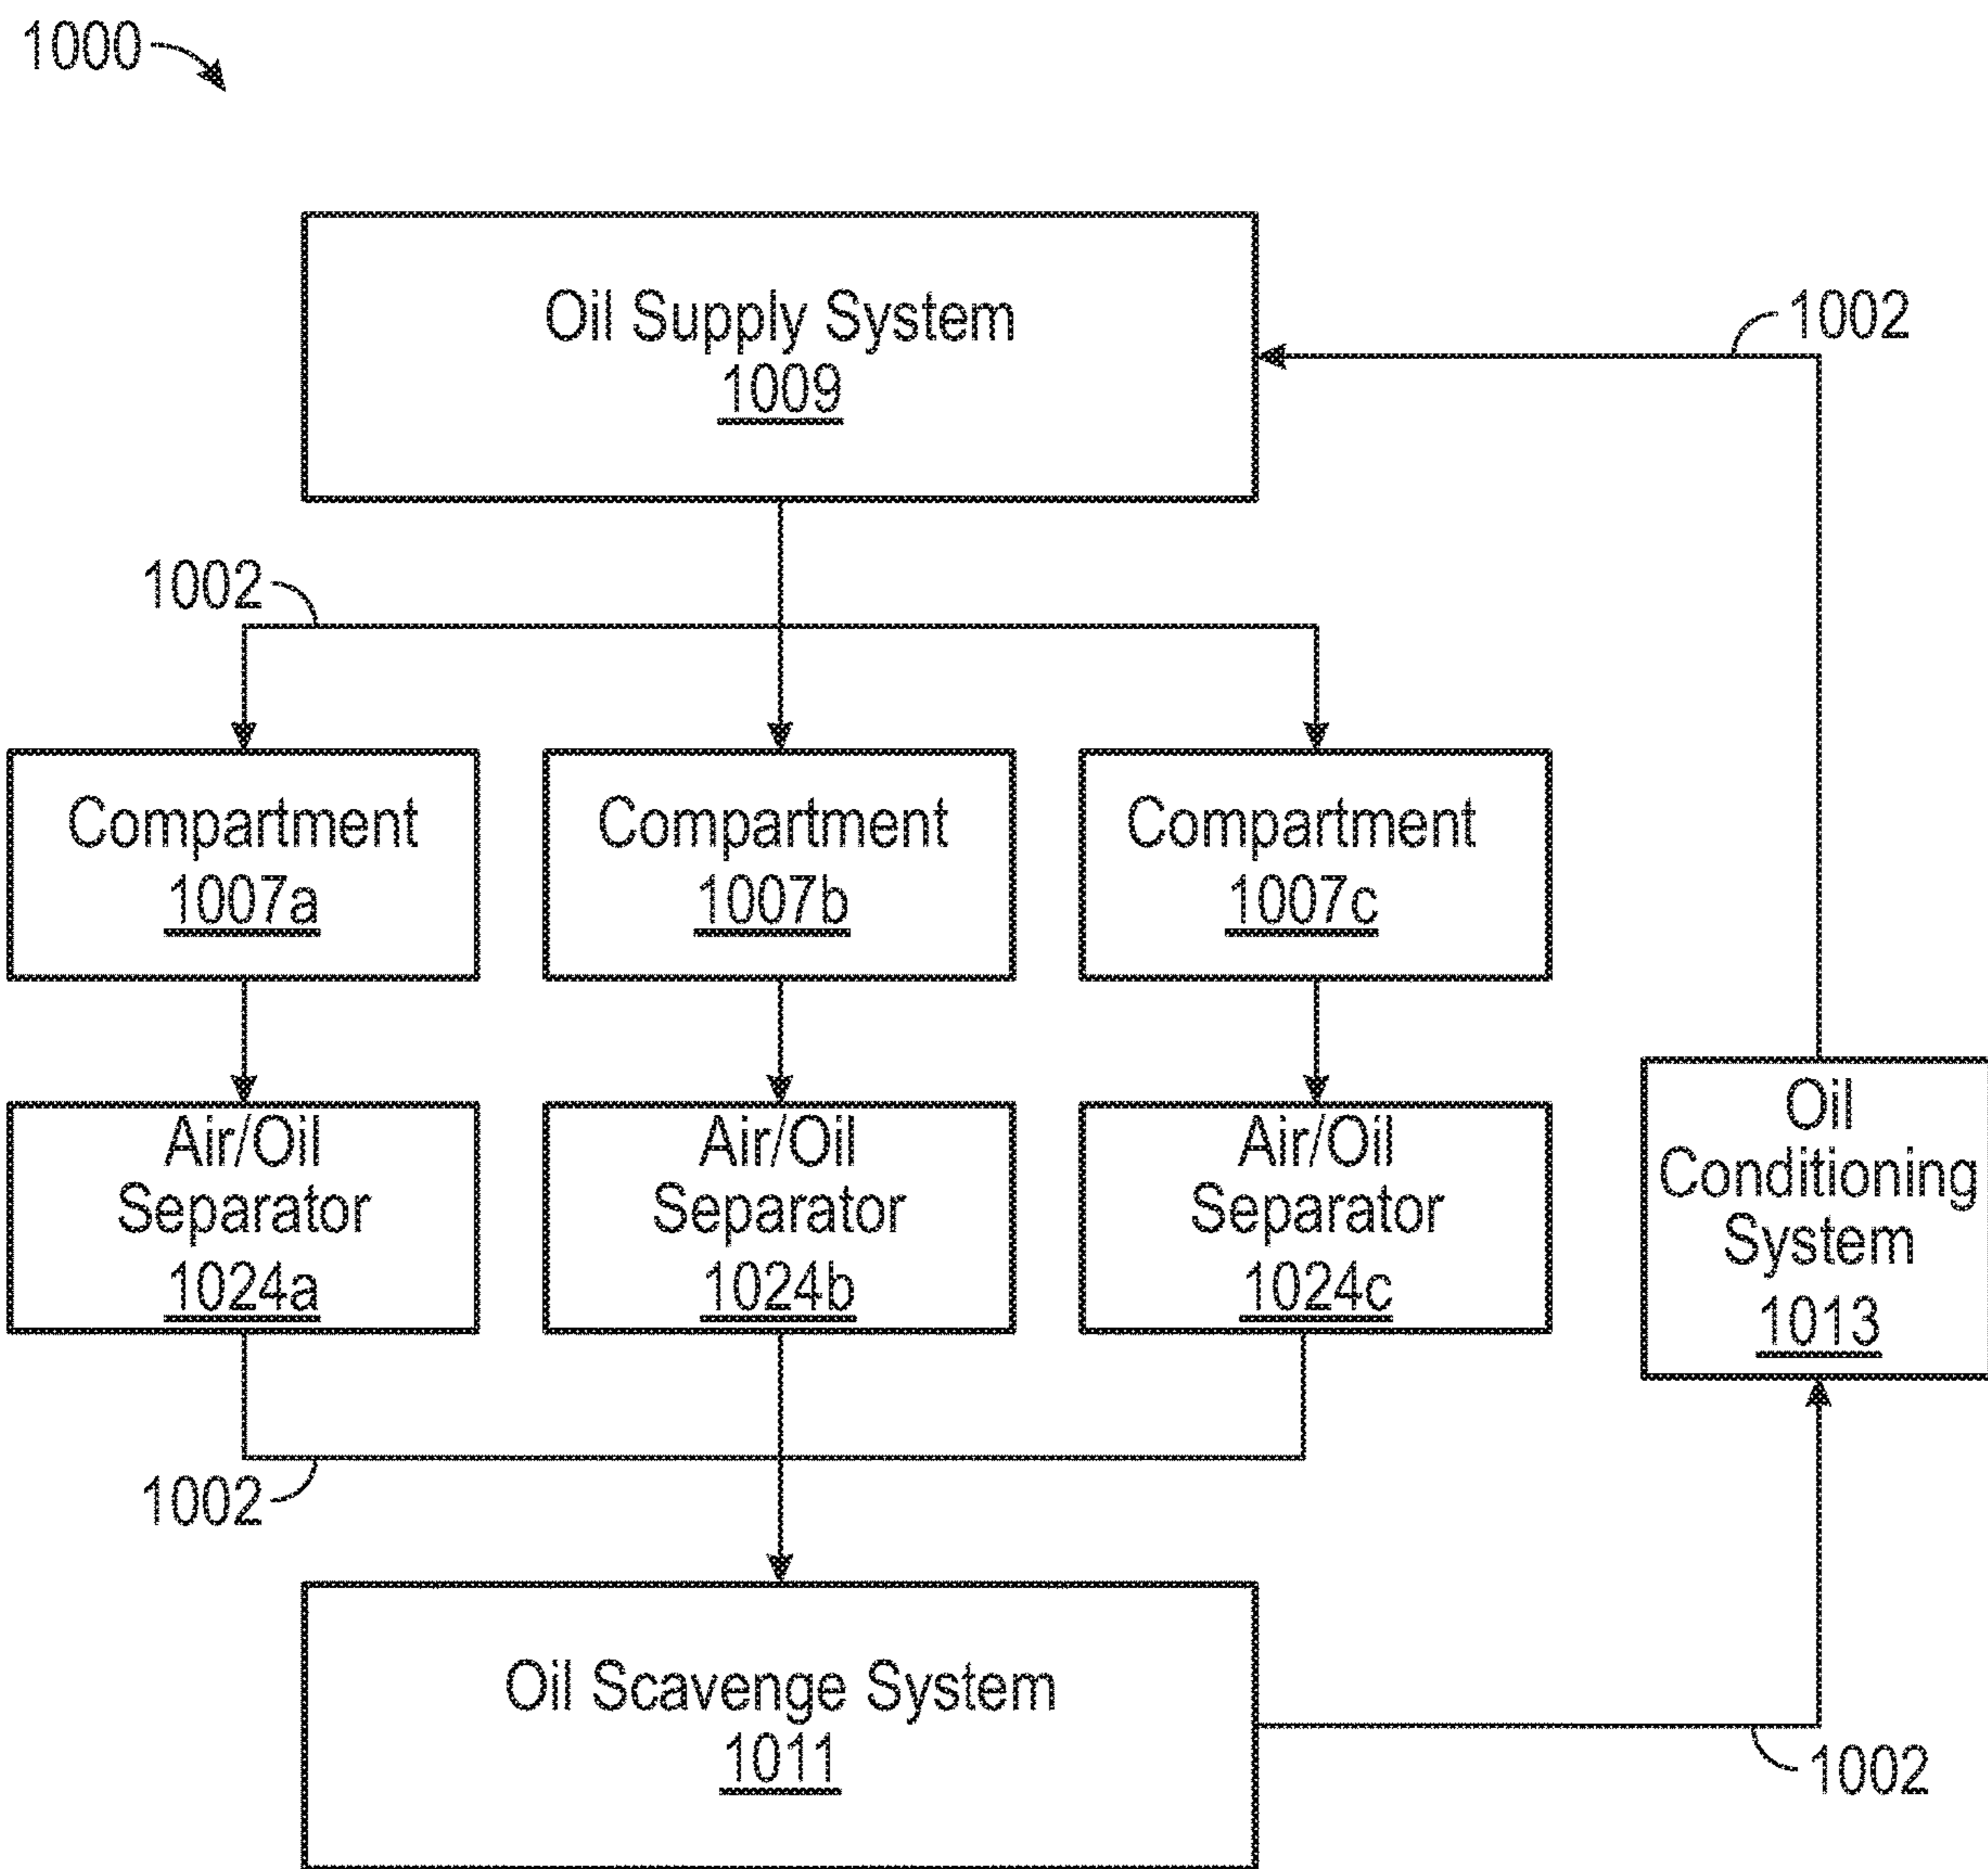 1000
Oil Supply System
1009
1002
1002
Compartment
1007a
Compartment
1007b
Compartment
1007c
Air/Oil
Separator
1024a
Air/Oil
Separator
1024b
Air/Oil
Separator
1024c
Oil
Conditioning
System
1013
1002
Oil Scavenge System
1011
1002